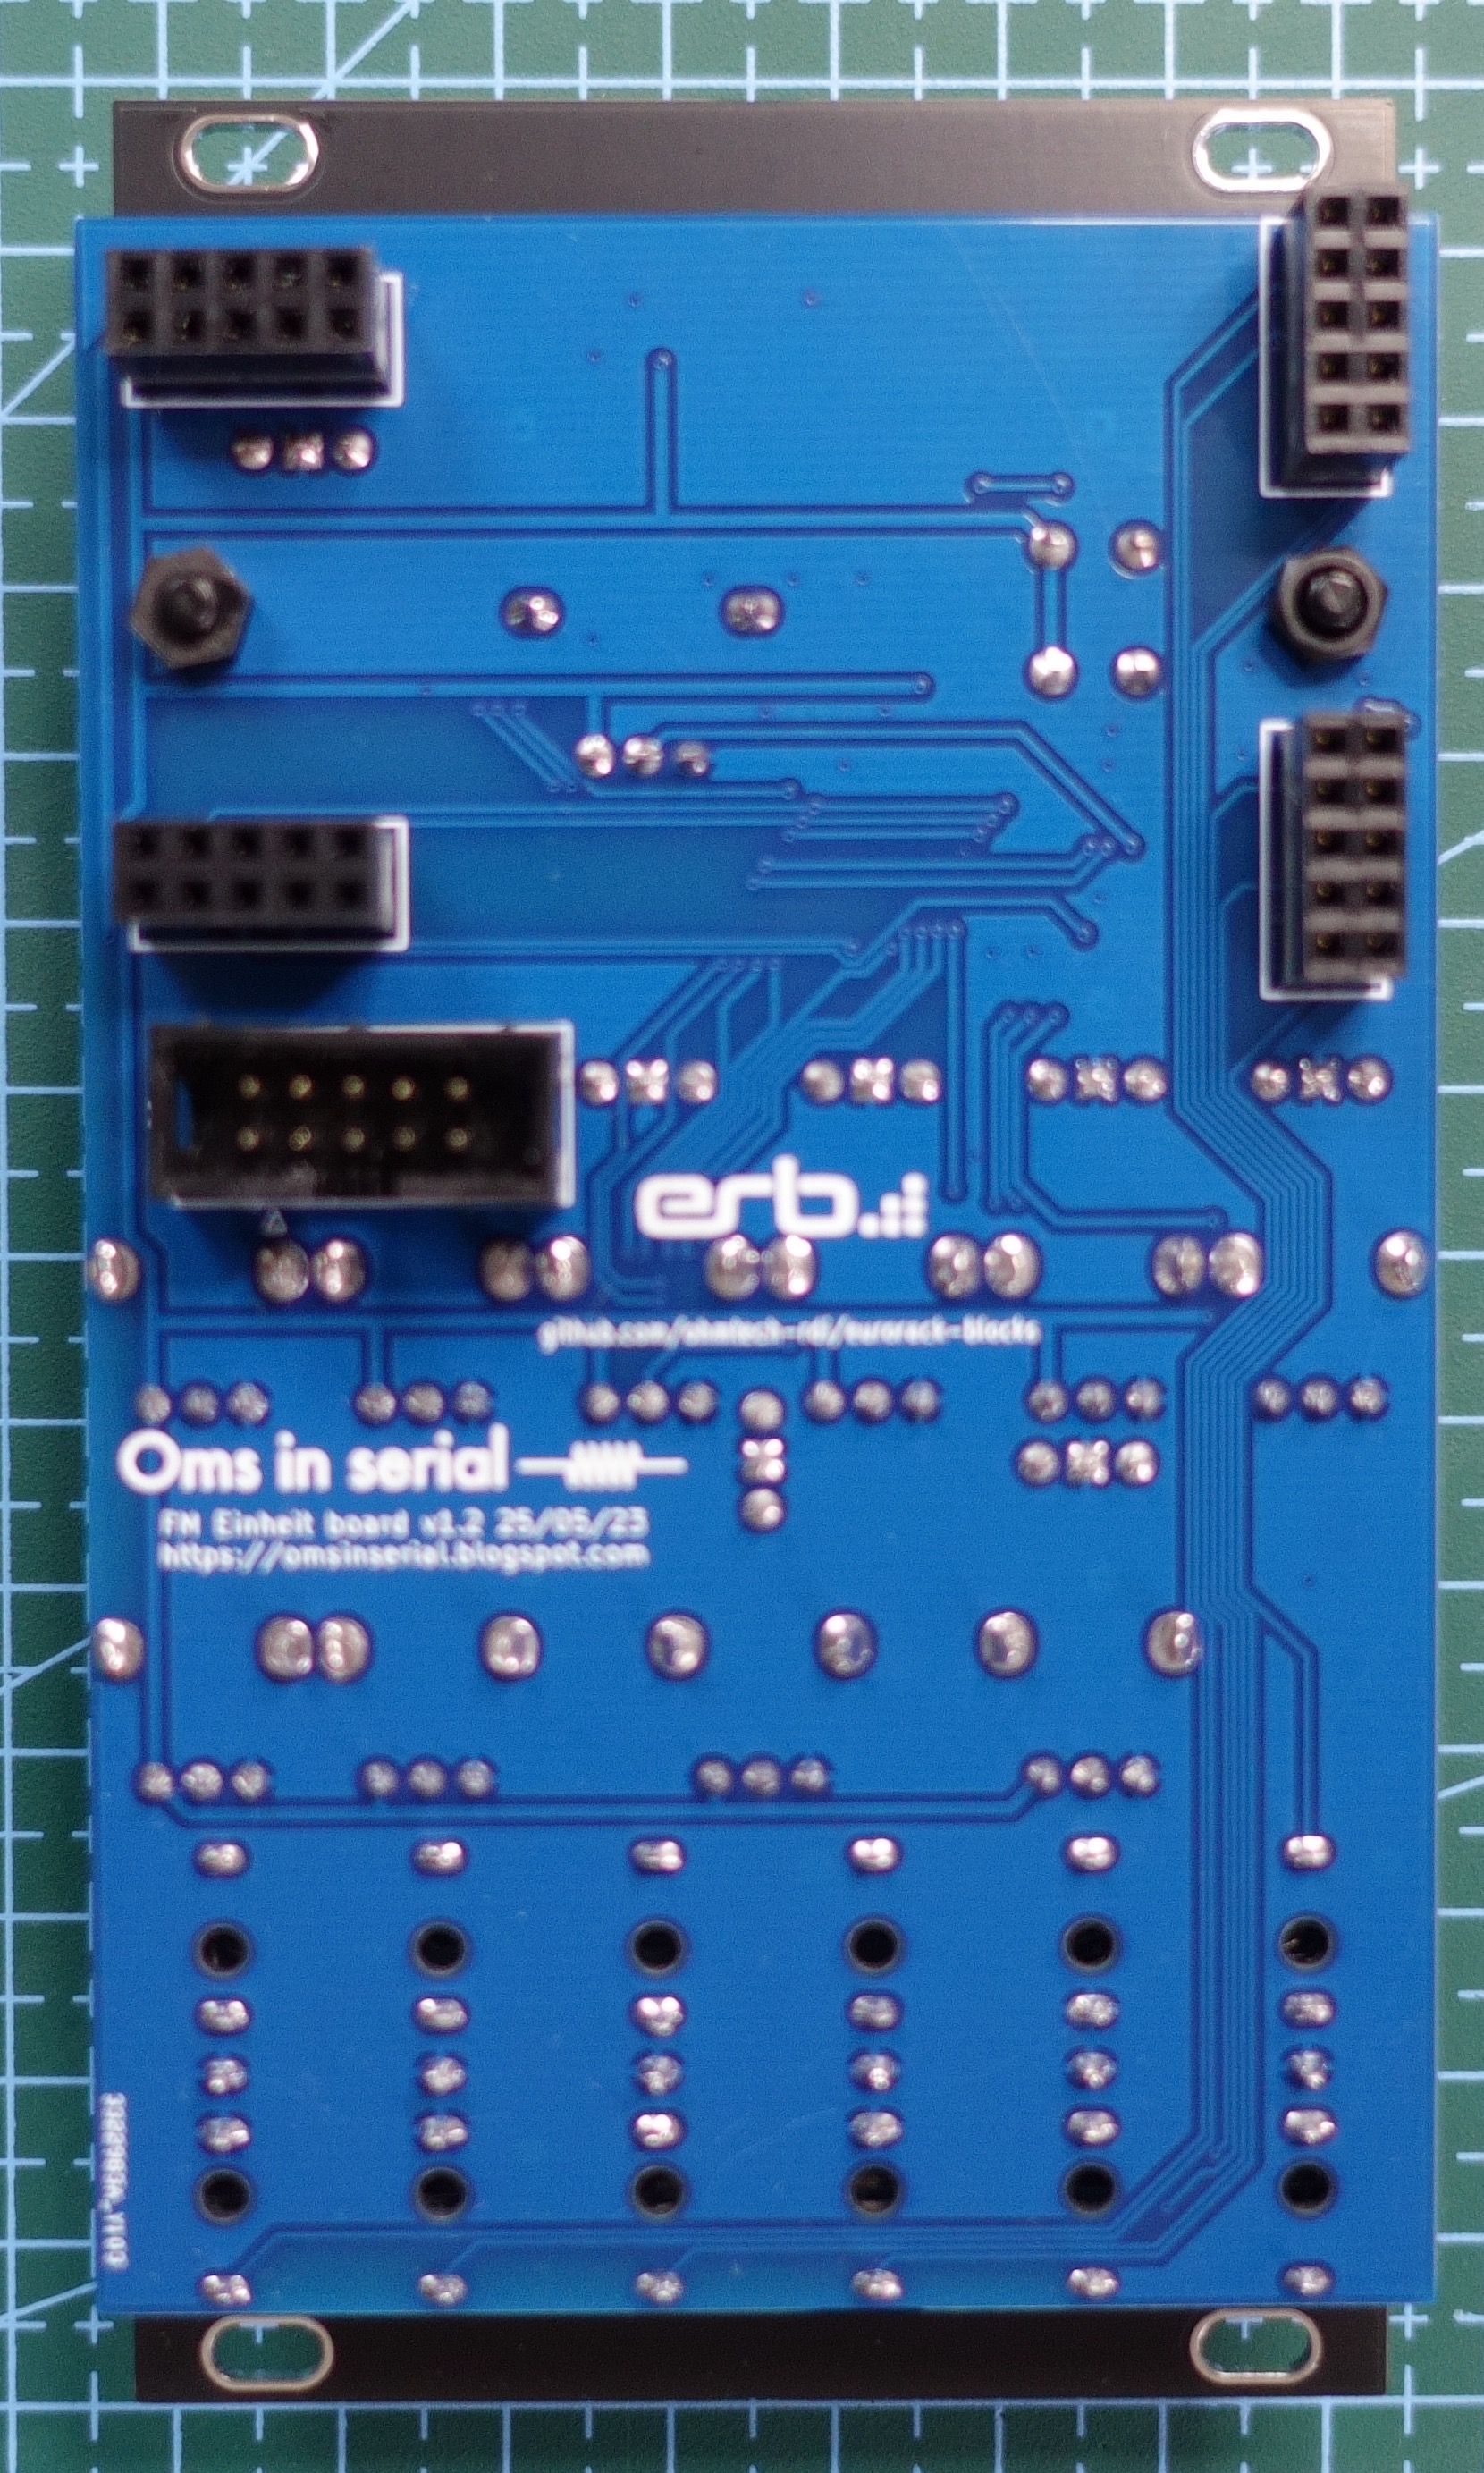 erb
github.com/ohmtech-rdi/eurorack-blocks
Oms in serial
FM Einheit board v1.2 25/05/23
https://omsinserial.blogspot.com